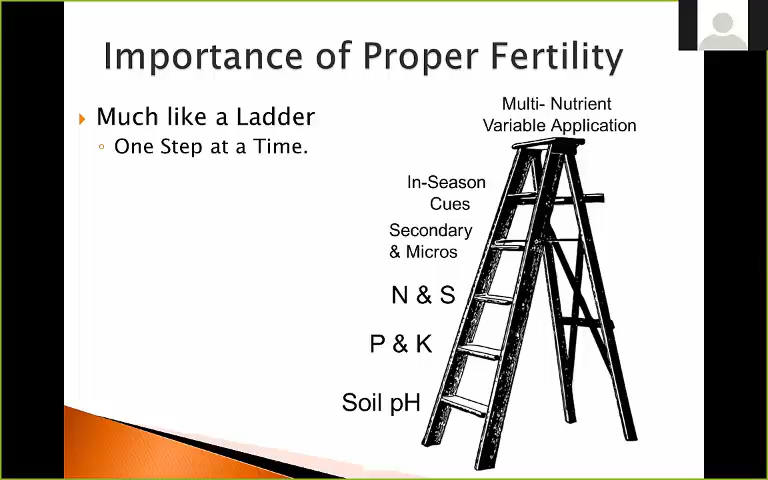 Importance of Proper Fertility
Much like a Ladder
One Step at a Time.
Multi- Nutrient
Variable Application
In-Season
Cues
Secondary
& Micros
N & S
P & K
Soil pH